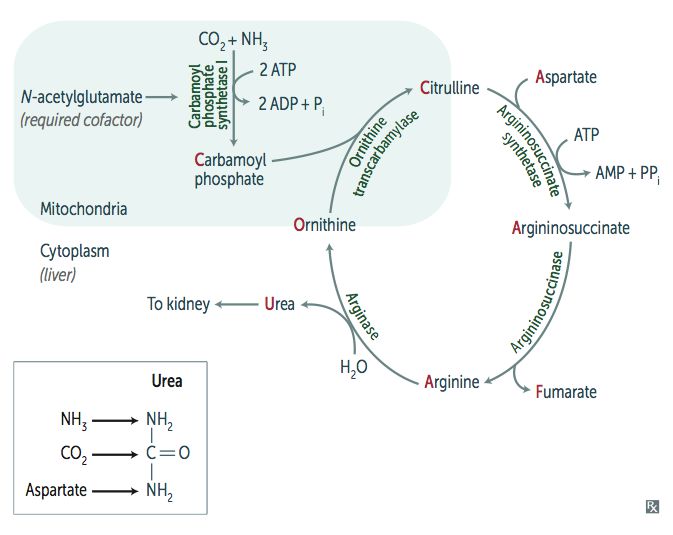 CO₂ + NH₃
Carbamoyl
phosphate
synthetase I
2 ATP
2 ADP + Pᵢ
N-acetylglutamate
(required cofactor)
Carbamoyl
phosphate
Ornithine
transcarbamylase
Citrulline
Aspartate
Argininosuccinate
synthetase
ATP
AMP + PPᵢ
Mitochondria
Ornithine
Argininosuccinate
Cytoplasm
(liver)
To kidney
Urea
Arginase
Argininosuccinase
H₂O
Arginine
Fumarate
Urea
NH₃
NH₂
CO₂
C=O
Aspartate
NH₂
Rx